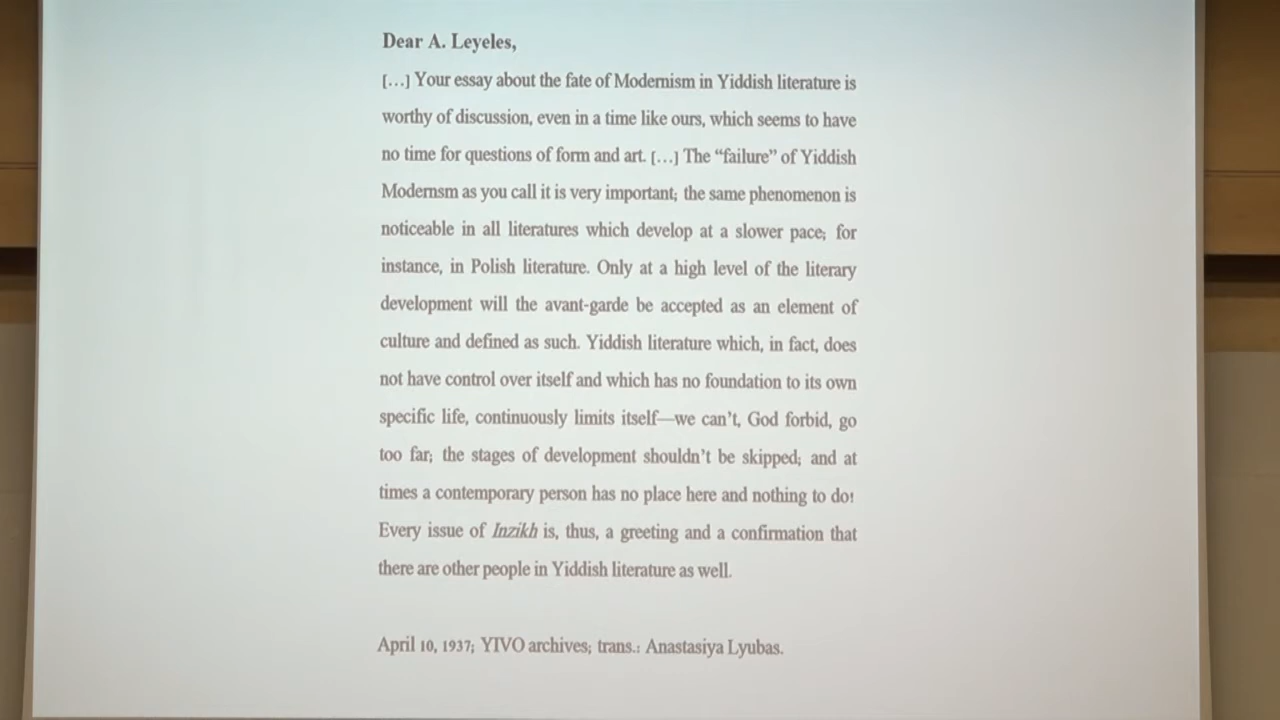 Dear A. Leyeles,
[…] Your essay about the fate of Modernism in Yiddish literature is
worthy of discussion, even in a time like ours, which seems to have
no time for questions of form and art. […] The “failure” of Yiddish
Modernsm as you call it is very important; the same phenomenon is
noticeable in all literatures which develop at a slower pace; for
instance, in Polish literature. Only at a high level of the literary
development will the avant-garde be accepted as an element of
culture and defined as such. Yiddish literature which, in fact, does
not have control over itself and which has no foundation to its own
specific life, continuously limits itself—we can’t, God forbid, go
too far; the stages of development shouldn’t be skipped; and at
times a contemporary person has no place here and nothing to do!
Every issue of Inzikh is, thus, a greeting and a confirmation that
there are other people in Yiddish literature as well.
April 10, 1937; YIVO archives; trans.: Anastasiya Lyubas.